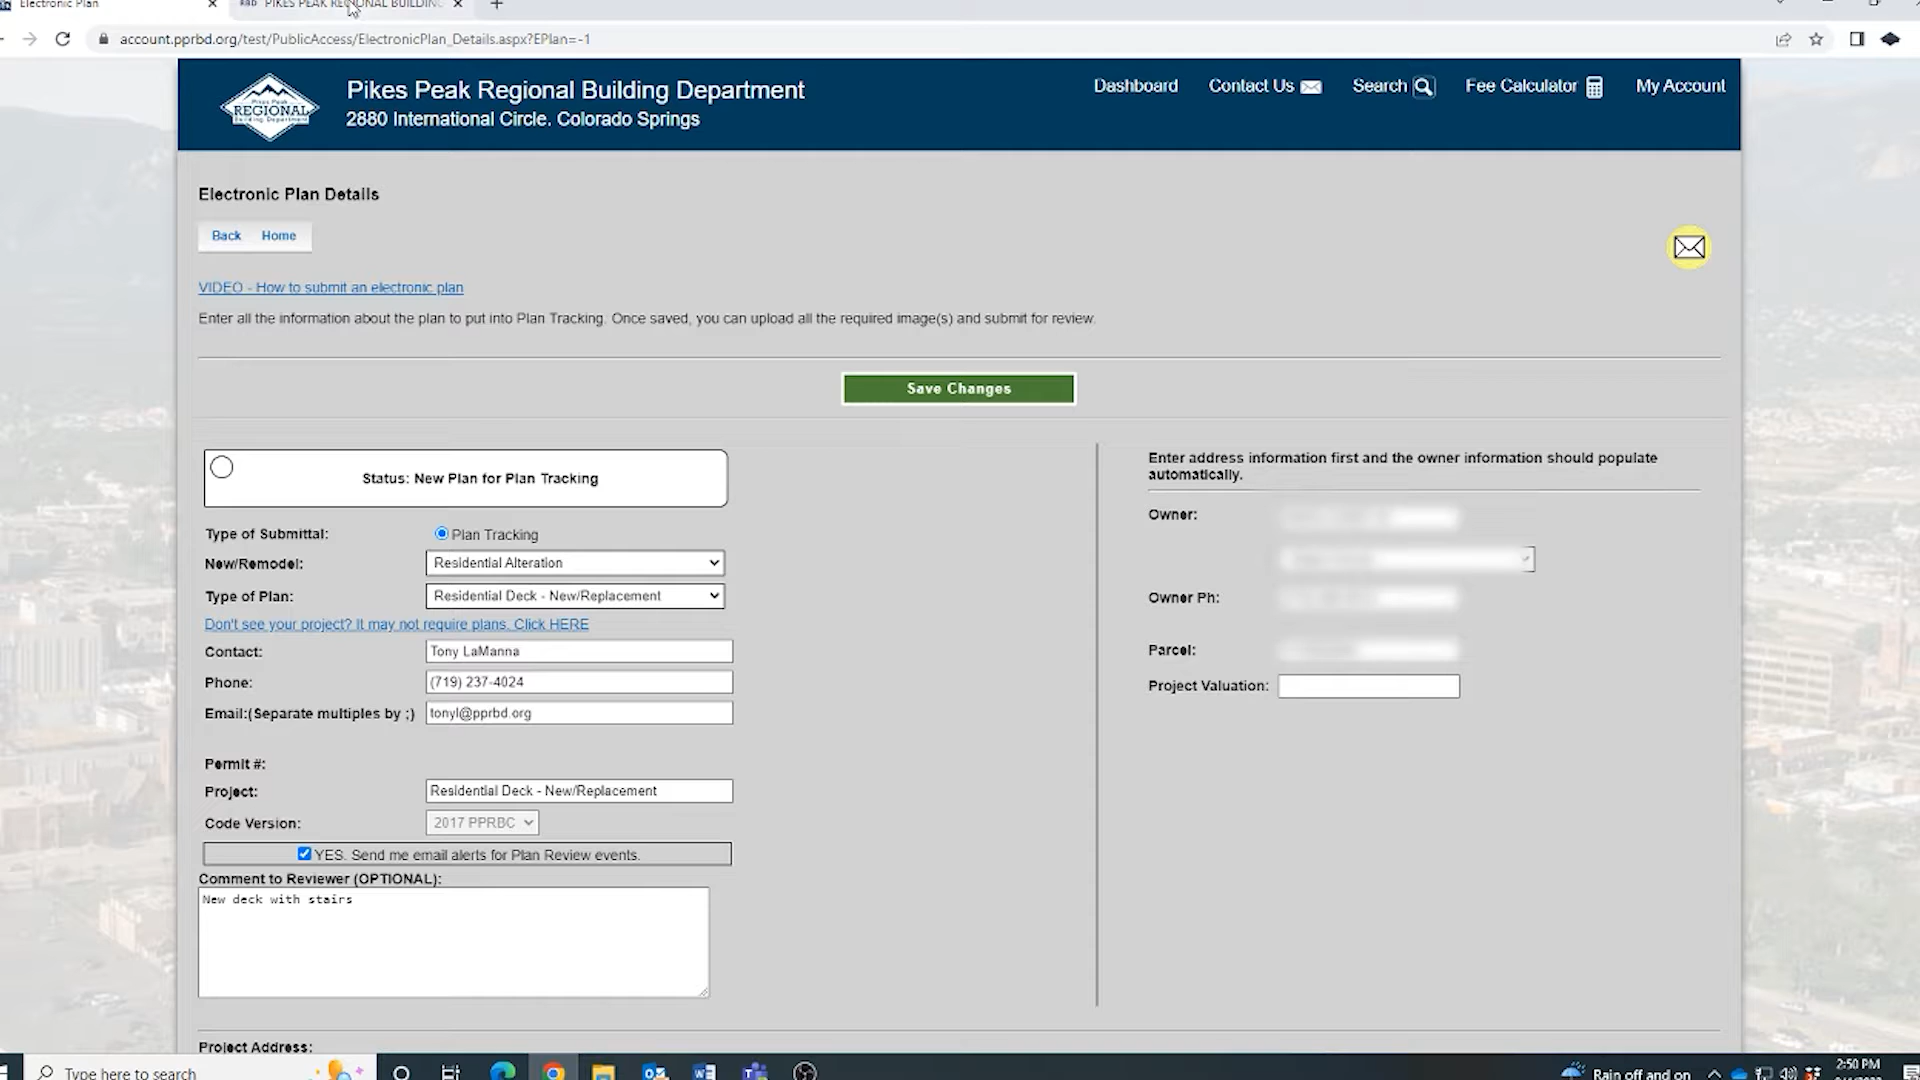 Electronic Plan
RBD PIKES PEAK REGIONAL BUILDING
account.pprbd.org/test/PublicAccess/ElectronicPlan_Details.aspx?EPlan=-1
Pikes Peak
REGIONAL
Building Department
Pikes Peak Regional Building Department
2880 International Circle. Colorado Springs
Dashboard Contact Us Search Fee Calculator My Account
Electronic Plan Details
Back Home
VIDEO - How to submit an electronic plan
Enter all the information about the plan to put into Plan Tracking. Once saved, you can upload all the required image(s) and submit for review.
Save Changes
Status: New Plan for Plan Tracking
Type of Submittal: Plan Tracking
New/Remodel: Residential Alteration
Type of Plan: Residential Deck - New/Replacement
Don't see your project? It may not require plans. Click HERE
Contact: Tony LaManna
Phone: (719) 237-4024
Email:(Separate multiples by ;) tonyl@pprbd.org
Permit #:
Project: Residential Deck - New/Replacement
Code Version: 2017 PPRBC
YES. Send me email alerts for Plan Review events.
Comment to Reviewer (OPTIONAL):
New deck with stairs
Enter address information first and the owner information should populate
automatically.
Owner:
Owner Ph:
Parcel:
Project Valuation:
Project Address:
Type here to search
Rain off and on
2:50 PM